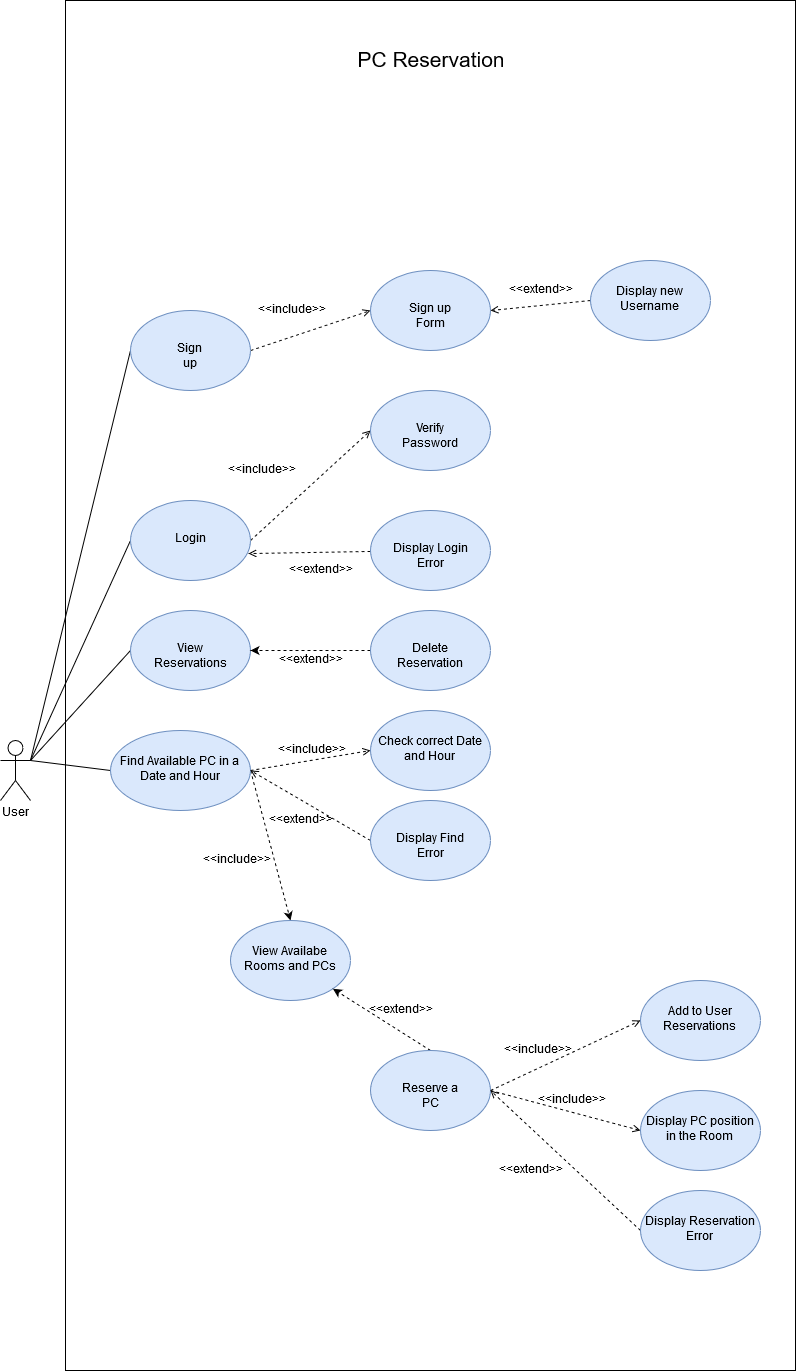 PC Reservation
<<include>>
Sign up
Form
<<extend>>
Display new
Username
Sign
up
Verify
Password
<<include>>
Login
Display Login
Error
<<extend>>
View
Reservations
<<extend>>
Delete
Reservation
Find Available PC in a
Date and Hour
<<include>>
Check correct Date
and Hour
<<extend>>
Display Find
Error
User
<<include>>
View Availabe
Rooms and PCs
<<extend>>
Add to User
Reservations
<<include>>
Reserve a
PC
<<include>>
Display PC position
in the Room
<<extend>>
Display Reservation
Error